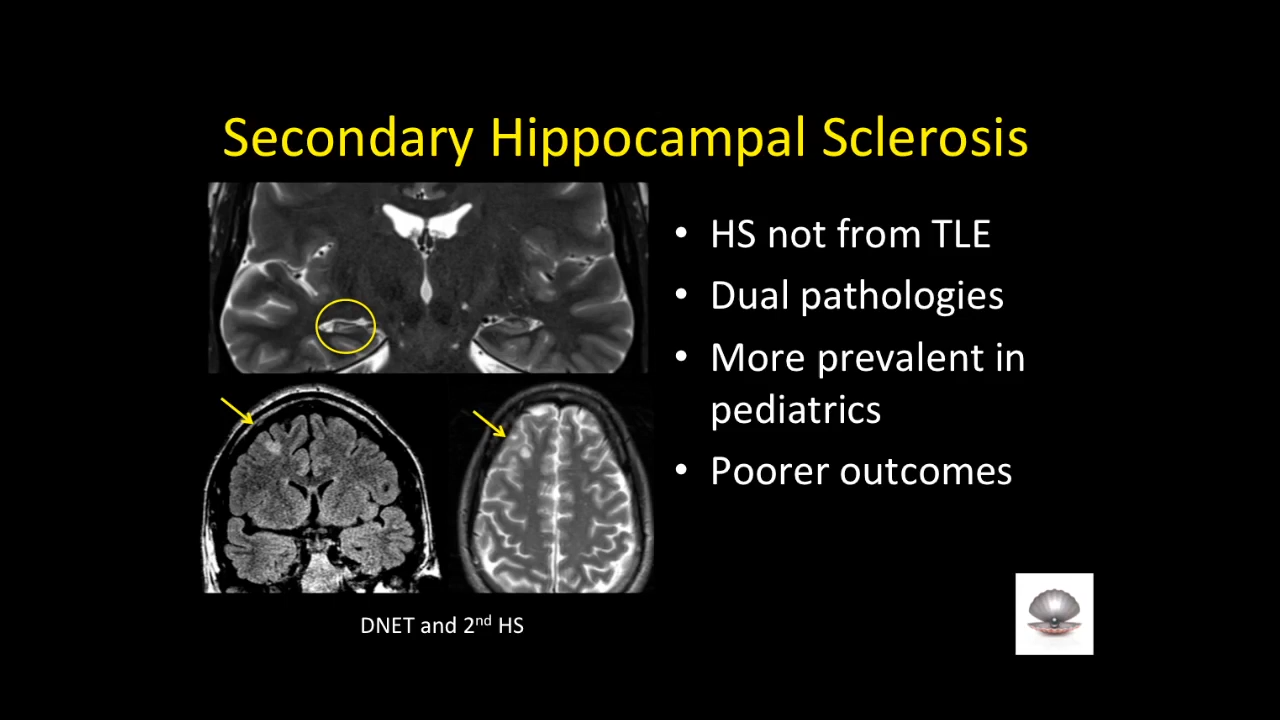 Secondary Hippocampal Sclerosis
• HS not from TLE
• Dual pathologies
• More prevalent in
pediatrics
• Poorer outcomes
DNET and 2nd HS